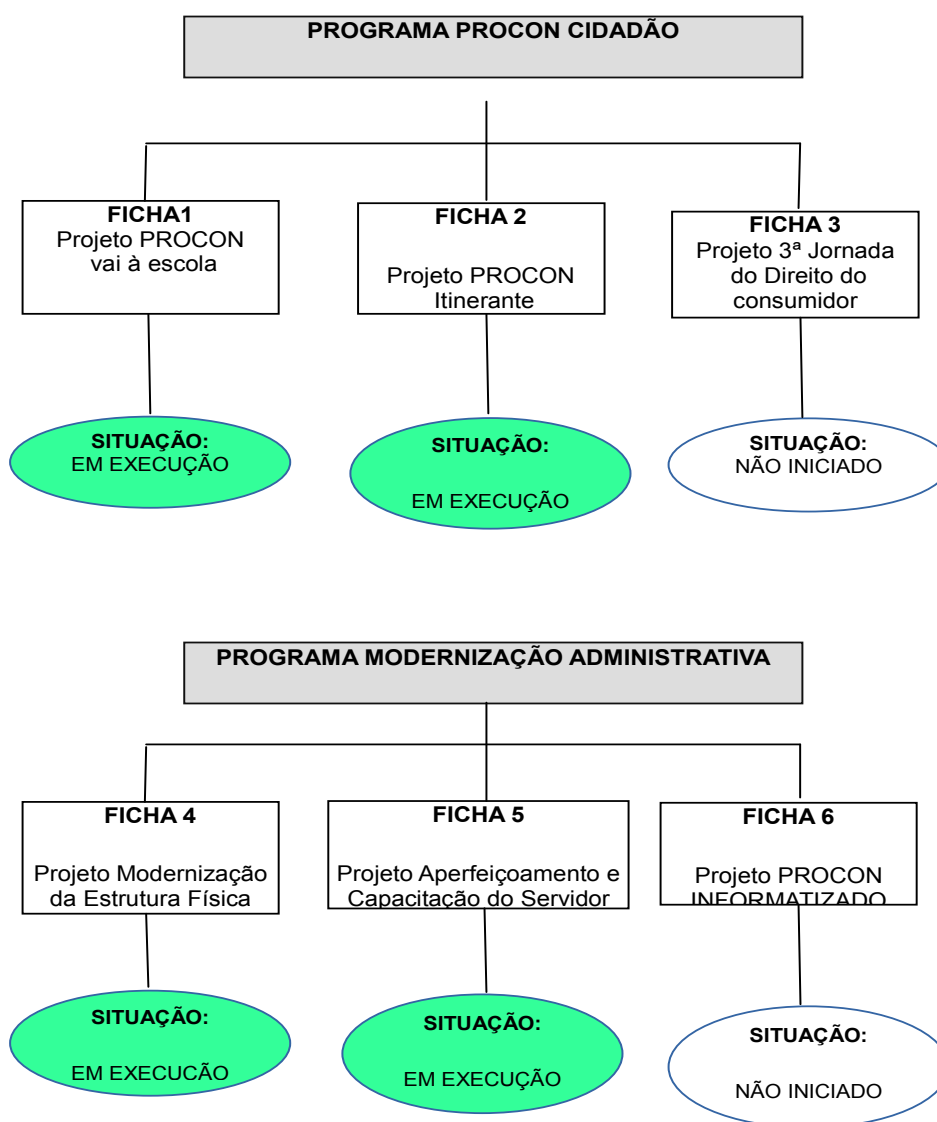 PROGRAMA PROCON CIDADÃO
FICHA1
Projeto PROCON
vai à escola
FICHA 2
Projeto PROCON
Itinerante
FICHA 3
Projeto 3ª Jornada
do Direito do
consumidor
SITUAÇÃO:
EM EXECUÇÃO
SITUAÇÃO:
EM EXECUÇÃO
SITUAÇÃO:
NÃO INICIADO
PROGRAMA MODERNIZAÇÃO ADMINISTRATIVA
FICHA 4
Projeto Modernização
da Estrutura Física
FICHA 5
Projeto Aperfeiçoamento e
Capacitação do Servidor
FICHA 6
Projeto PROCON
INFORMATIZADO
SITUAÇÃO:
EM EXECUCÃO
SITUAÇÃO:
EM EXECUÇÃO
SITUAÇÃO:
NÃO INICIADO